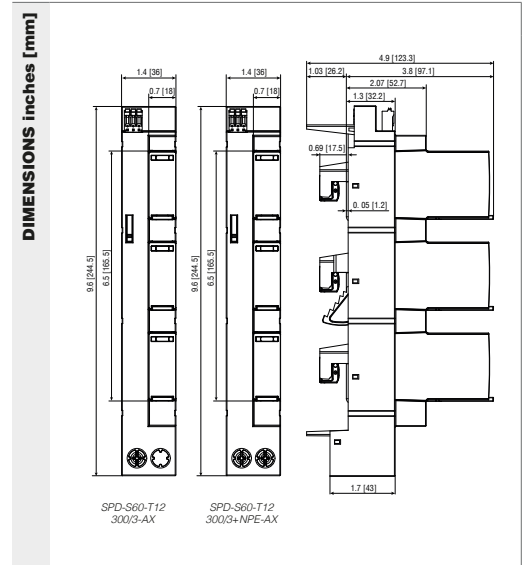 DIMENSIONS inches [mm]
4.9 [123.3]
1.03 [26.2]
3.8 [97.1]
1.4 [36]
1.4 [36]
2.07 [52.7]
0.7 [18]
0.7 [18]
1.3 [32.2]
0.69 [17.5]
0. 05 [1.2]
9.6 [244.5]
6.5 [165.5]
9.6 [244.5]
6.5 [165.5]
1.7 [43]
SPD-S60-T12
300/3-AX
SPD-S60-T12
300/3+NPE-AX